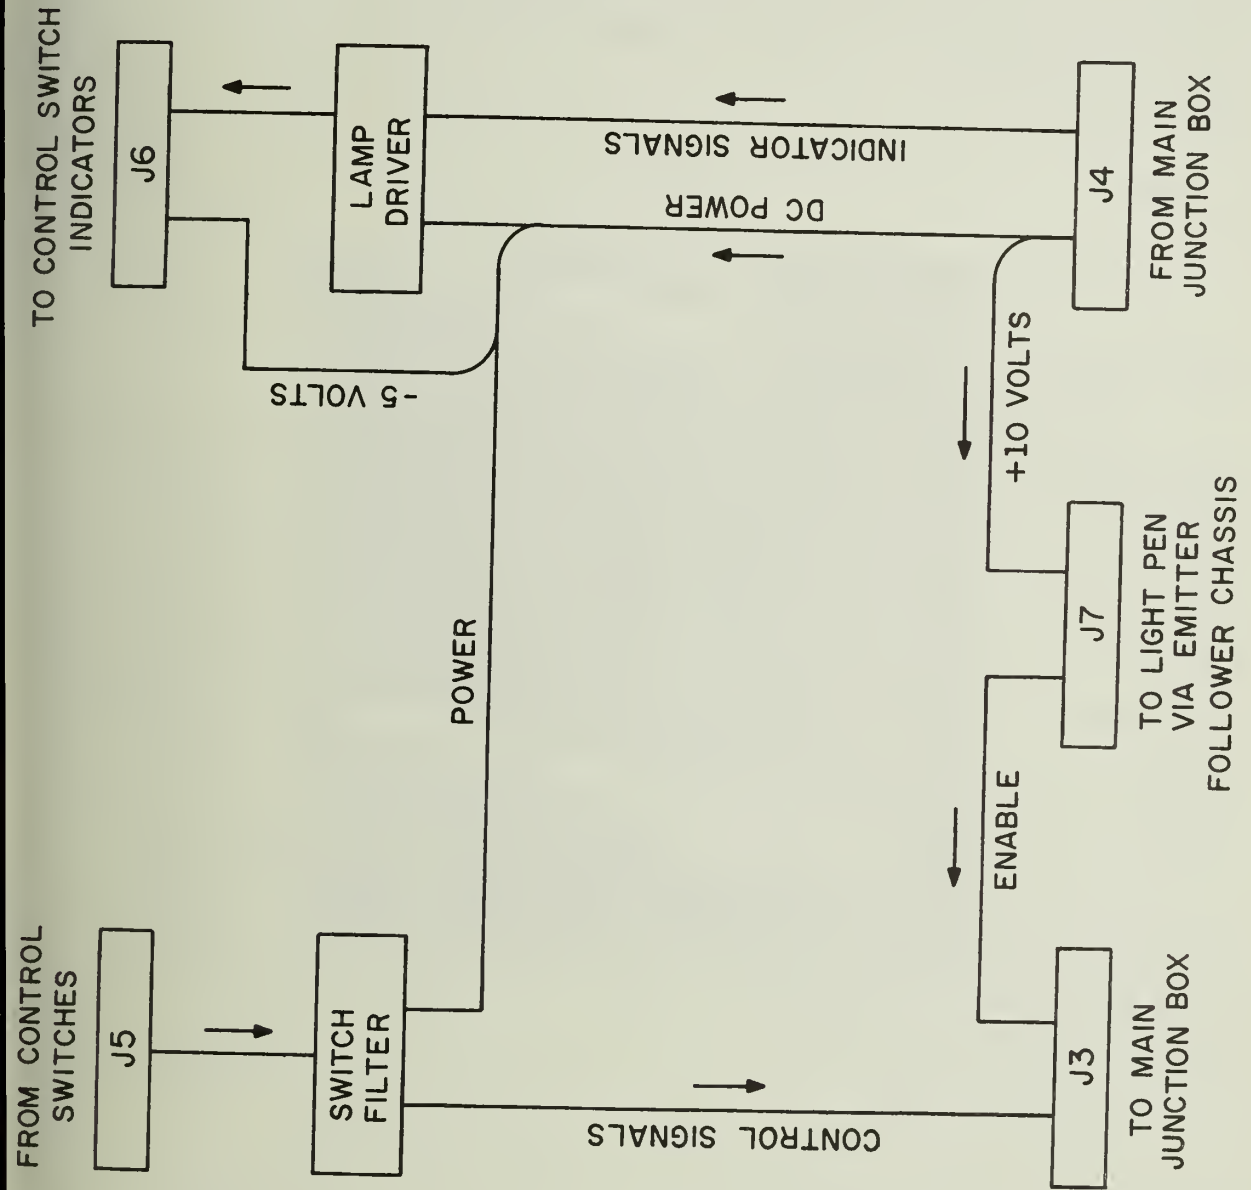 FROM CONTROL
SWITCHES
J5
SWITCH
FILTER
CONTROL SIGNALS
J3
TO MAIN
JUNCTION BOX
POWER
ENABLE
J7
TO LIGHT PEN
VIA EMITTER
FOLLOWER CHASSIS
+10 VOLTS
-5 VOLTS
TO CONTROL SWITCH
INDICATORS
J6
LAMP
DRIVER
DC POWER
INDICATOR SIGNALS
J4
FROM MAIN
JUNCTION BOX